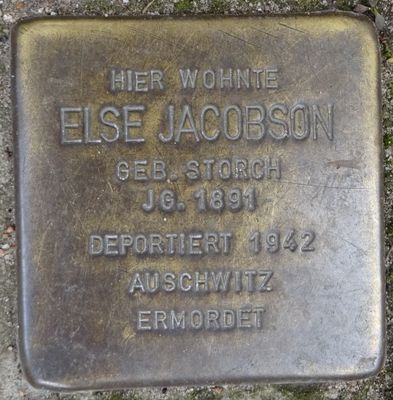 HIER WOHNTE
ELSE JACOBSON
GEB. STORCH
JG. 1891
DEPORTIERT 1942
AUSCHWITZ
ERMORDET